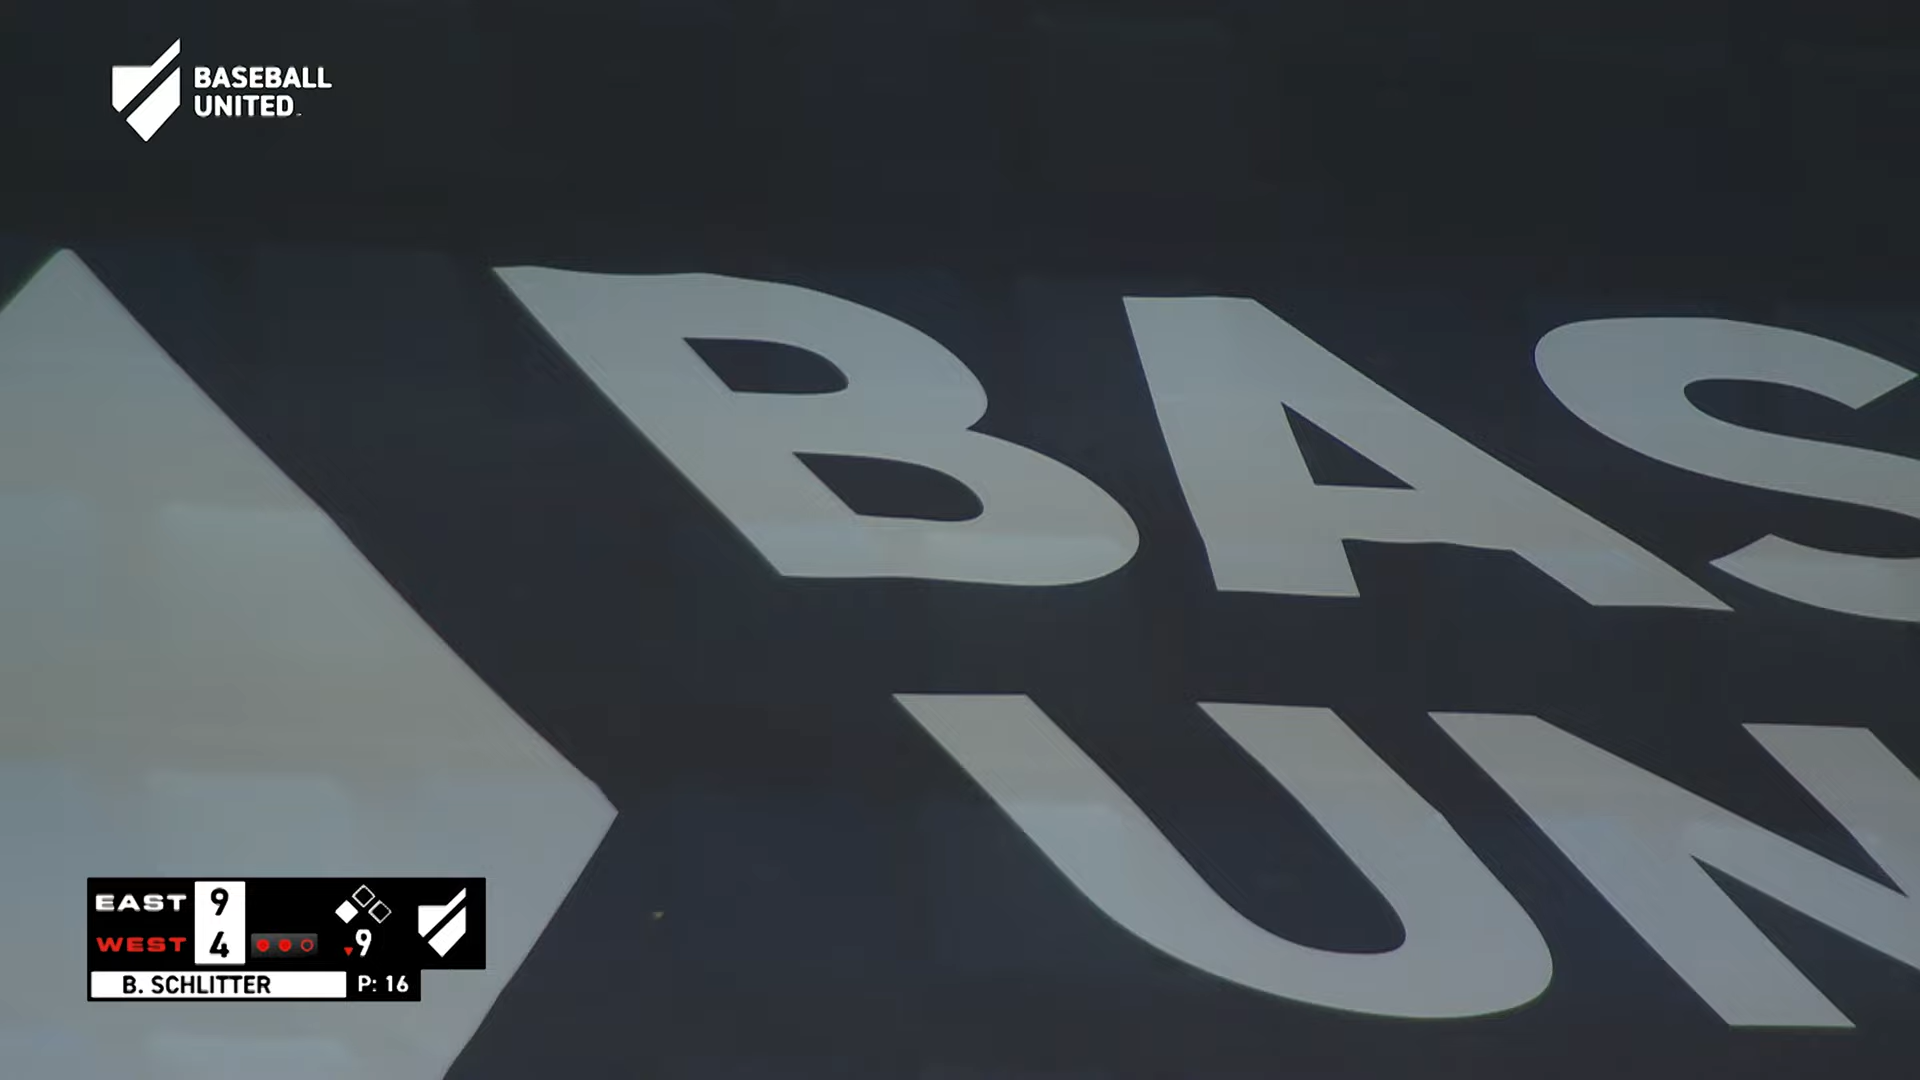 BASEBALL
UNITED
BAS
UN
EAST 9
WEST 4 9
B. SCHLITTER P: 16